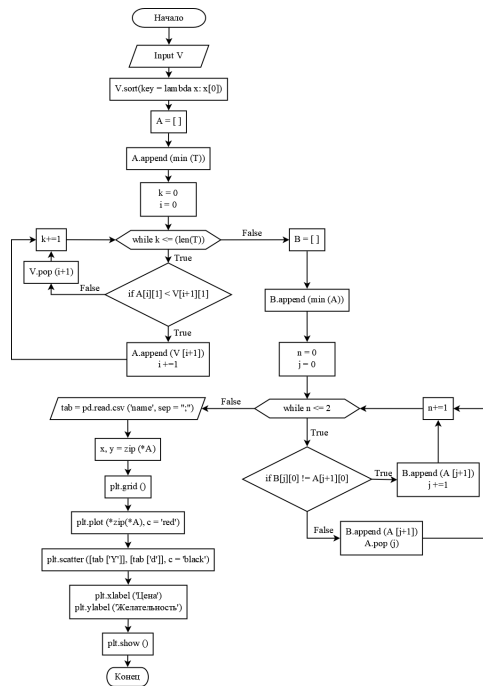 Начало
Input V
V.sort(key = lambda x: x[0])
A = [ ]
A.append (min (T))
k = 0
i = 0
k+=1
while k <= (len(T))
False
B = [ ]
True
V.pop (i+1)
False
if A[i][1] < V[i+1][1]
B.append (min (A))
True
A.append (V [i+1])
i +=1
n = 0
j = 0
tab = pd.read.csv ('name', sep = ";")
False
while n <= 2
n+=1
x, y = zip (*A)
True
plt.grid ()
if B[j][0] != A[j+1][0]
True
B.append (A [j+1])
j +=1
plt.plot (*zip(*A), c = 'red')
False
B.append (A [j+1])
A.pop (j)
plt.scatter ([tab ['Y']], [tab ['d']], c = 'black')
plt.xlabel ('Цена')
plt.ylabel ('Желательность')
plt.show ()
Конец